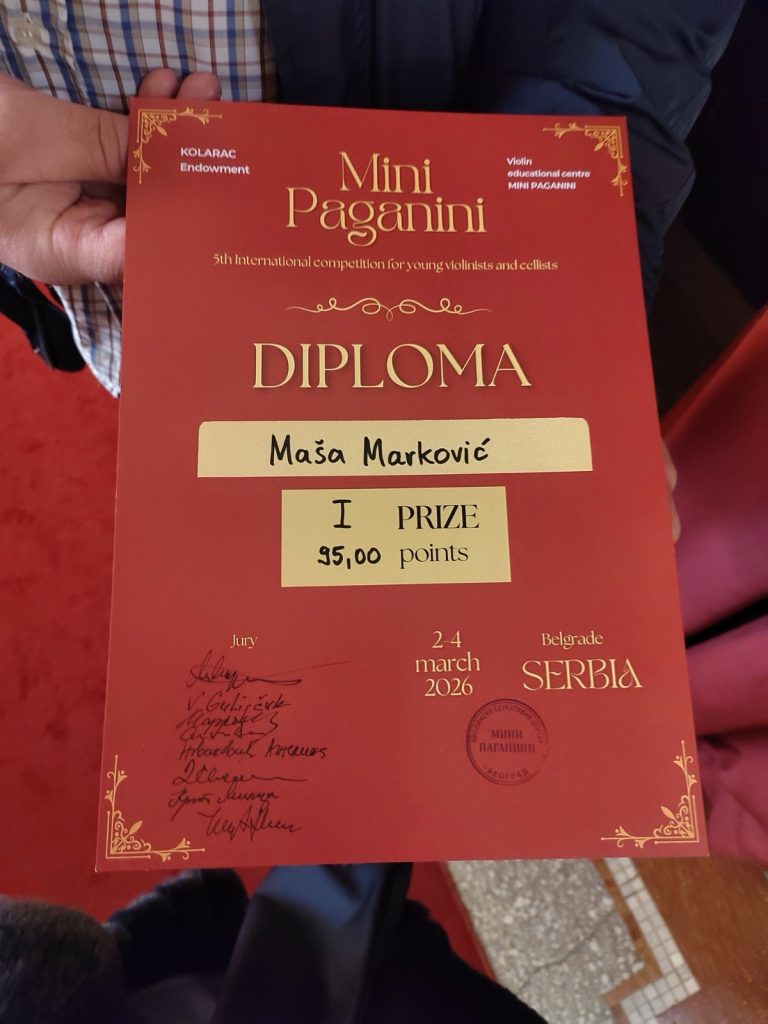 KOLARAC
Endowment
Mini
Paganini
Violin
educational centre
MINI PAGANINI
5th International competition for young violinists and cellists
DIPLOMA
Maša Marković
I PRIZE
95,00 points
Jury
2-4
march
2026
Belgrade
SERBIA
МИНИ
ПАГАНИНИ
БЕОГРАД